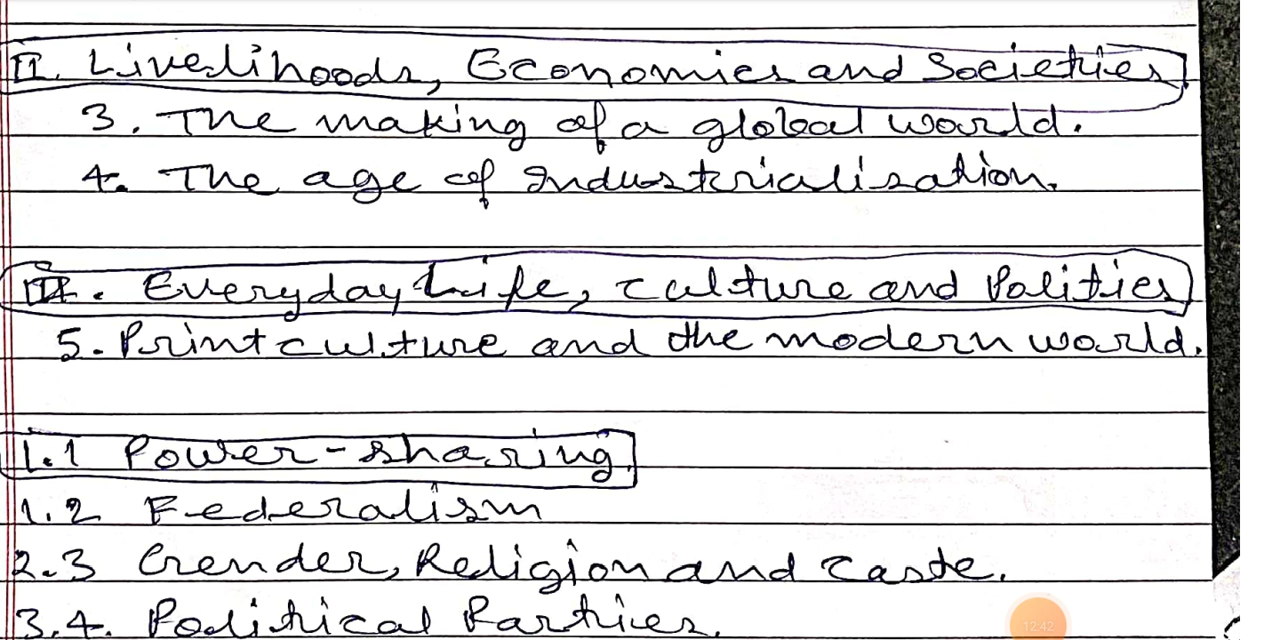 II. Livelihoods, Economies and Societies
3. The making of a global world.
4. The age of Industrialisation.
III. Everyday Life, Culture and Politics
5. Print culture and the modern world.
1.1 Power-sharing
1.2 Federalism
2.3 Gender, Religion and Caste.
3.4. Political Parties.
12:42